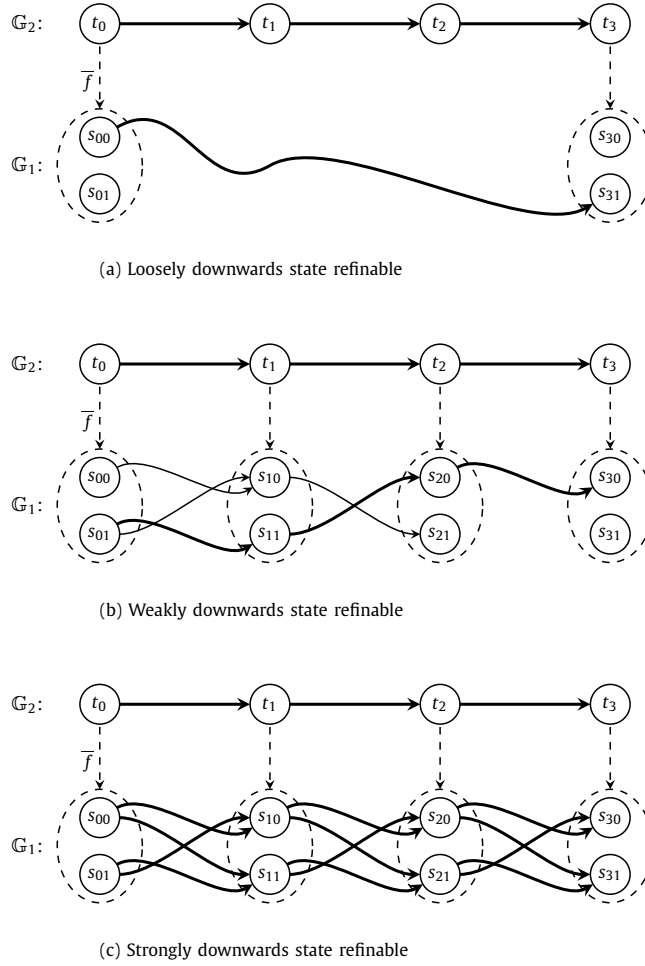 𝔾₂: t₀ t₁ t₂ t₃
f̅
s₀₀ s₃₀
𝔾₁:
s₀₁ s₃₁
(a) Loosely downwards state refinable
𝔾₂: t₀ t₁ t₂ t₃
f̅
s₀₀ s₁₀ s₂₀ s₃₀
𝔾₁:
s₀₁ s₁₁ s₂₁ s₃₁
(b) Weakly downwards state refinable
𝔾₂: t₀ t₁ t₂ t₃
f̅
s₀₀ s₁₀ s₂₀ s₃₀
𝔾₁:
s₀₁ s₁₁ s₂₁ s₃₁
(c) Strongly downwards state refinable